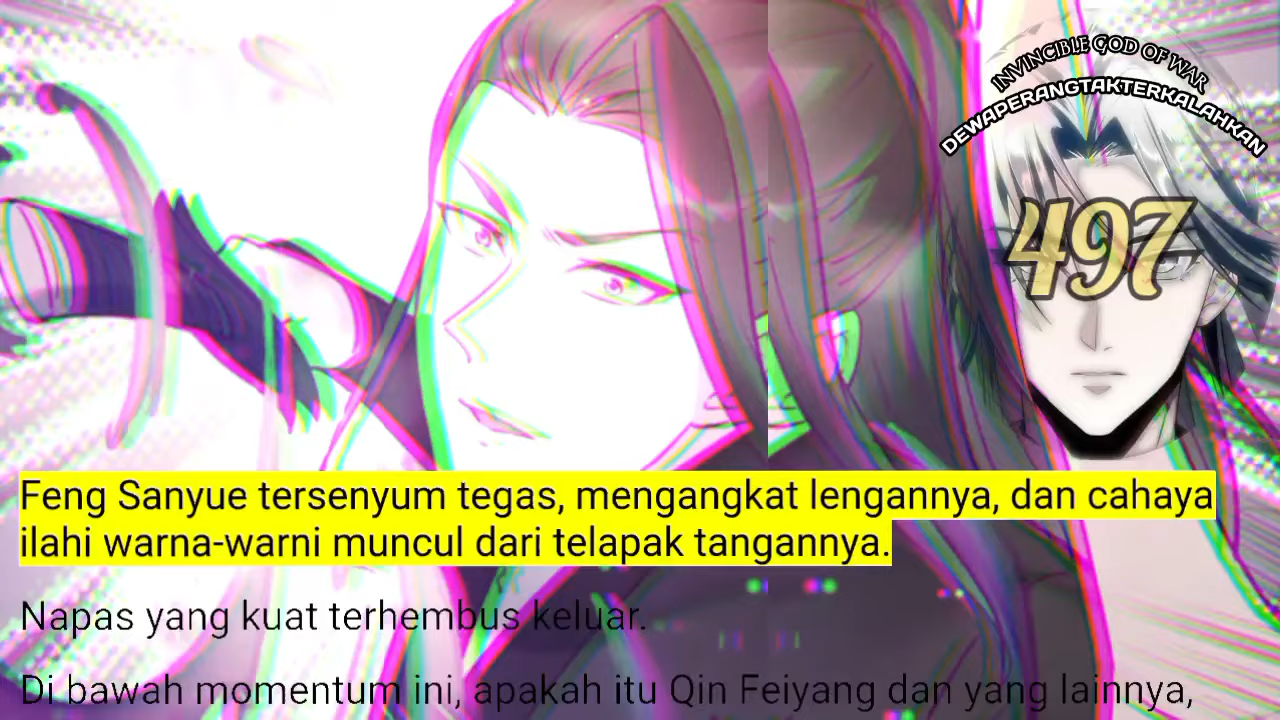 INVINCIBLE GOD OF WAR
DEWAPERANGTAKTERKALAHKAN
497
Feng Sanyue tersenyum tegas, mengangkat lengannya, dan cahaya
ilahi warna-warni muncul dari telapak tangannya.
Napas yang kuat terhembus keluar.
Di bawah momentum ini, apakah itu Qin Feiyang dan yang lainnya,